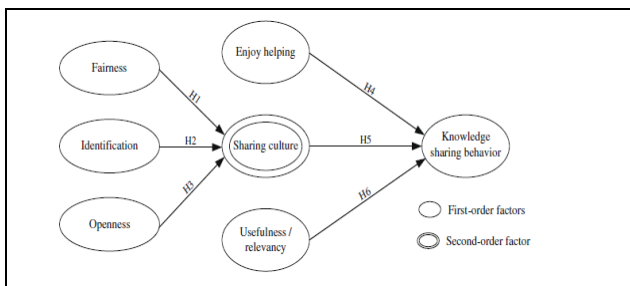 Enjoy helping
Fairness
H1
H4
Identification
H2
Sharing culture
H5
Knowledge
sharing behavior
H3
H6
Openness
Usefulness /
relevancy
First-order factors
Second-order factor